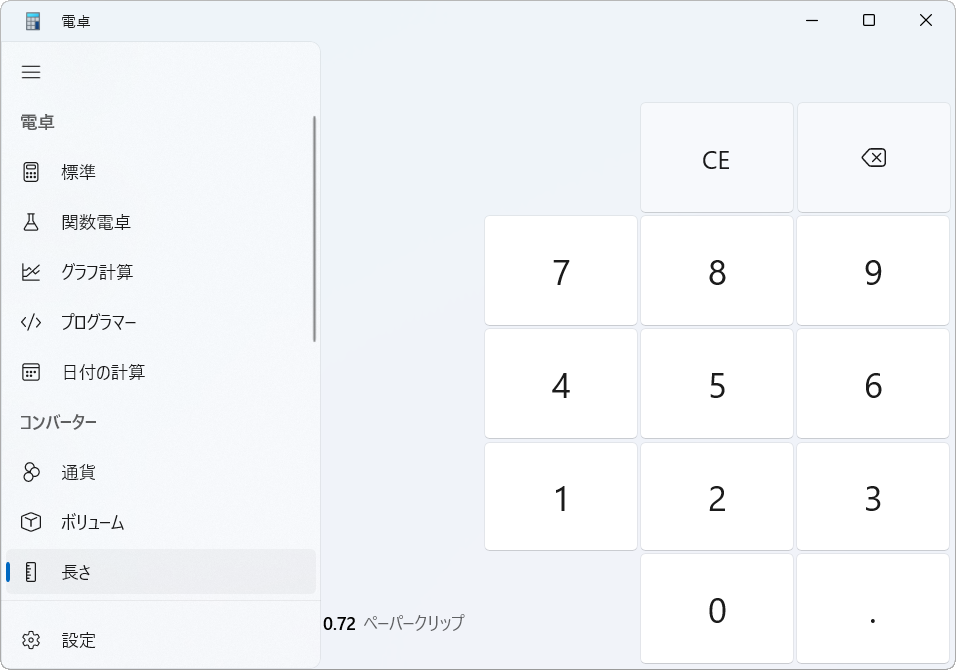 電卓
電卓
標準
関数電卓
グラフ計算
プログラマー
日付の計算
コンバーター
通貨
ボリューム
長さ
設定
CE
7 8 9
4 5 6
1 2 3
0 .
0.72 ペーパークリップ